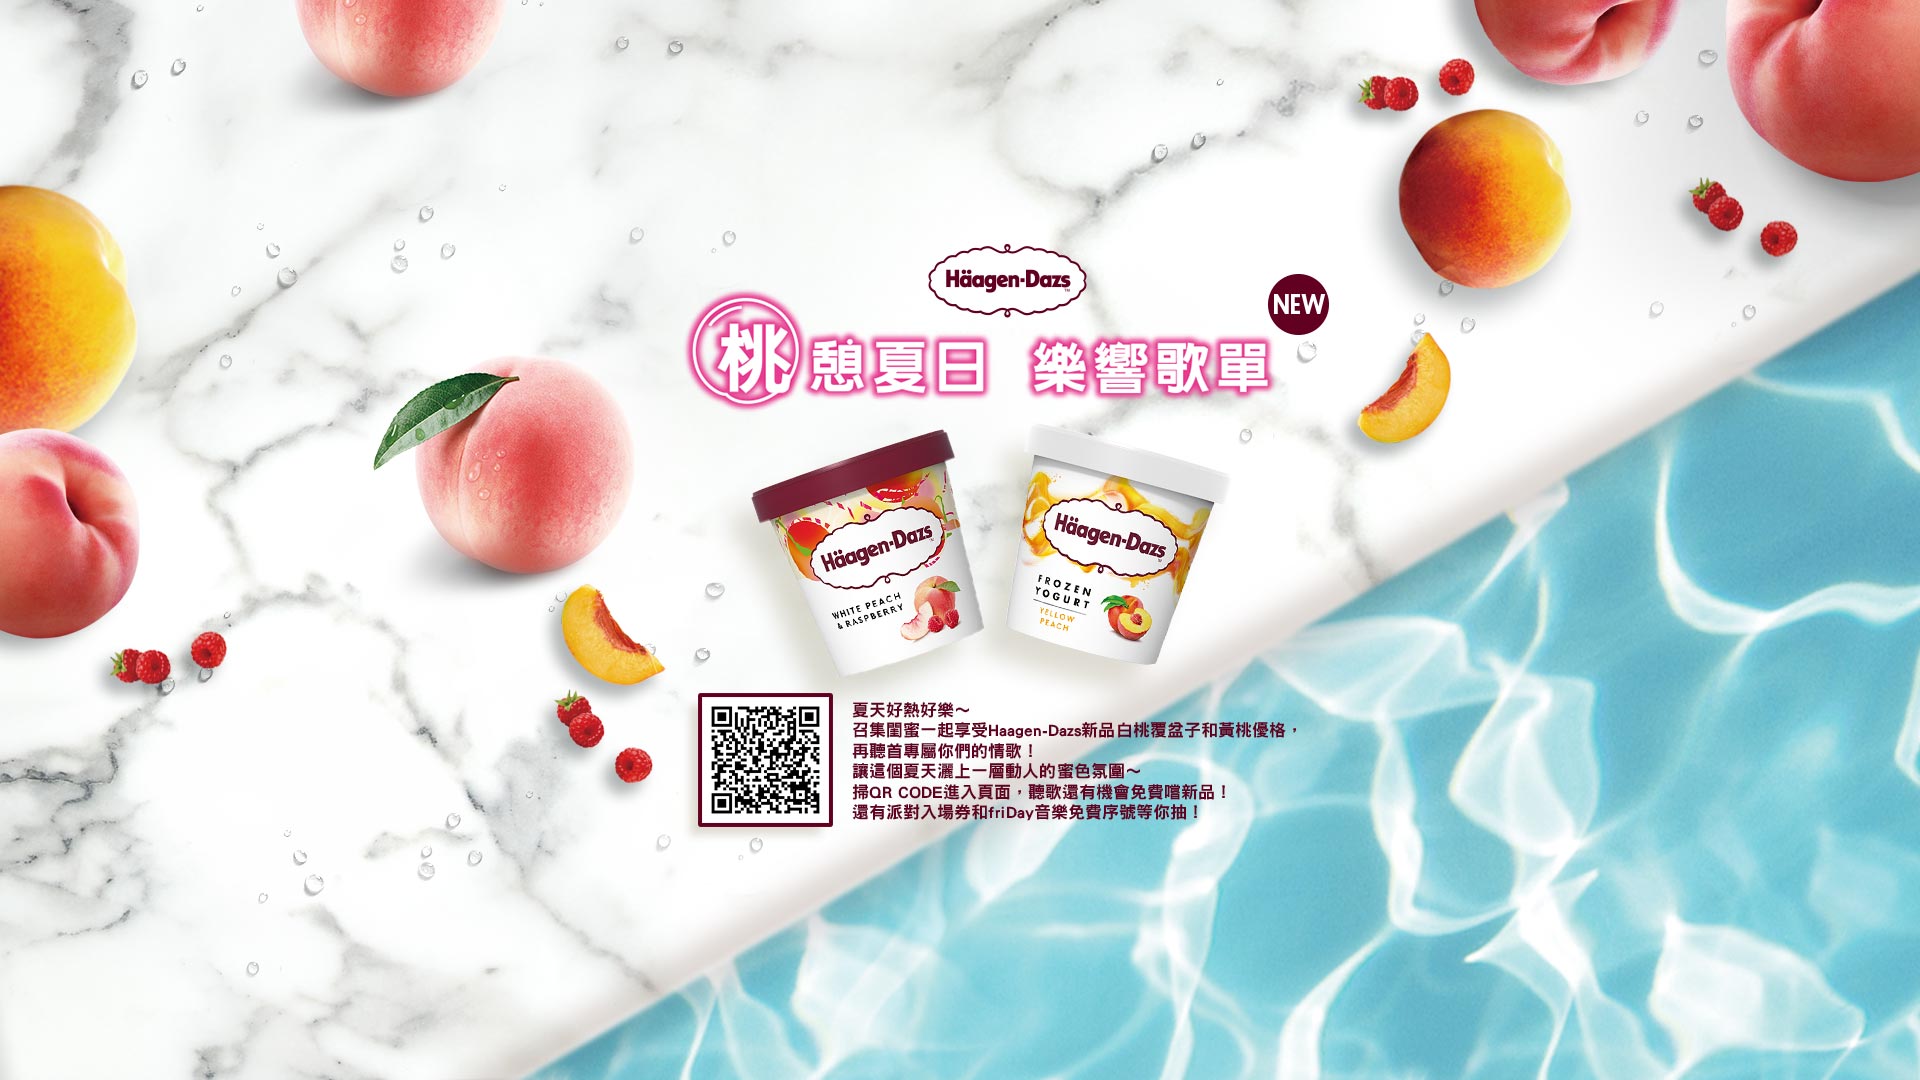 Häagen-Dazs
NEW
桃憩夏日 樂響歌單
Häagen-Dazs
WHITE PEACH
& RASPBERRY
Häagen-Dazs
FROZEN
YOGURT
YELLOW
PEACH
夏天好熱好樂～
召集閨蜜一起享受Haagen-Dazs新品白桃覆盆子和黃桃優格，
再聽首專屬你們的情歌！
讓這個夏天灑上一層動人的蜜色氛圍～
掃QR CODE進入頁面，聽歌還有機會免費嚐新品！
還有派對入場券和friDay音樂免費序號等你抽！